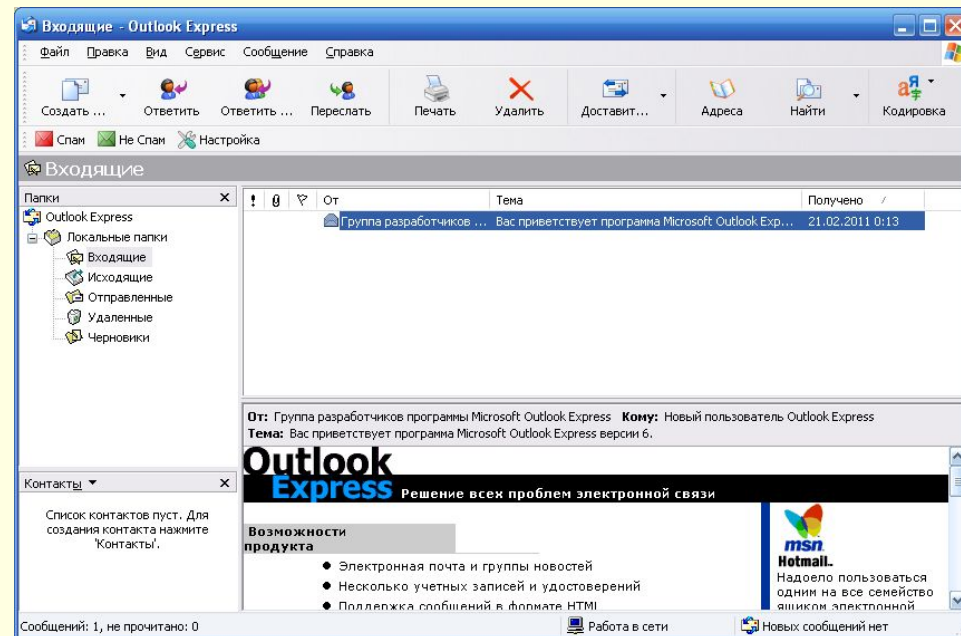 Входящие - Outlook Express
Файл Правка Вид Сервис Сообщение Справка
Создать ... Ответить Ответить ... Переслать Печать Удалить Доставит... Адреса Найти Кодировка
Спам Не Спам Настройка
Входящие
Папки
Outlook Express
Локальные папки
Входящие
Исходящие
Отправленные
Удаленные
Черновики
От Тема Получено
Группа разработчиков ... Вас приветствует программа Microsoft Outlook Exp... 21.02.2011 0:13
От: Группа разработчиков программы Microsoft Outlook Express Кому: Новый пользователь Outlook Express
Тема: Вас приветствует программа Microsoft Outlook Express версии 6.
Контакты
Список контактов пуст. Для
создания контакта нажмите
'Контакты'.
Outlook
Express Решение всех проблем электронной связи
Возможности
продукта
● Электронная почта и группы новостей
● Несколько учетных записей и удостоверений
● Поддержка сообщений в формате HTML
msn
Hotmail
Надоело пользоваться
одним на все семейство
ящиком электронной
Сообщений: 1, не прочитано: 0 Работа в сети Новых сообщений нет